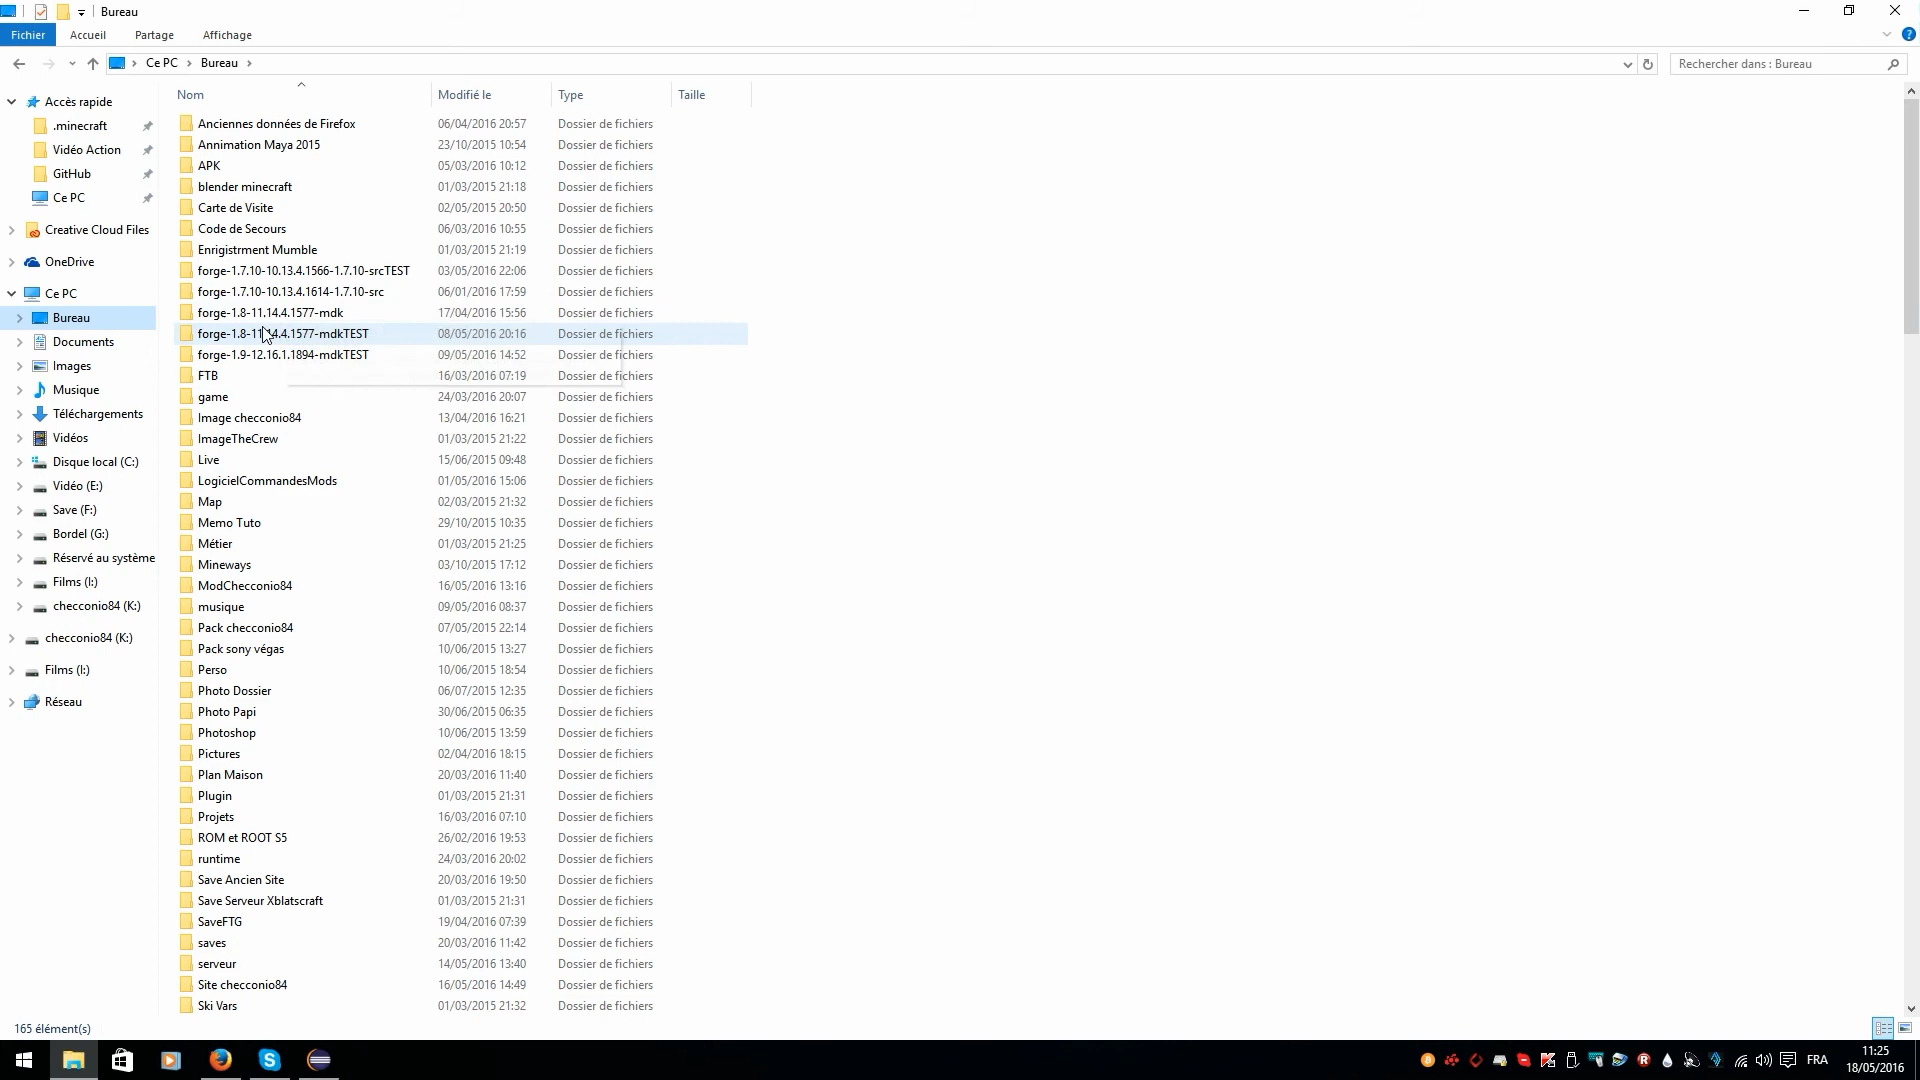 Bureau
Fichier Accueil Partage Affichage
Ce PC Bureau
Rechercher dans : Bureau
Nom Modifié le Type Taille
Accès rapide
.minecraft
Vidéo Action
GitHub
Ce PC
Creative Cloud Files
OneDrive
Ce PC
Bureau
Documents
Images
Musique
Téléchargements
Vidéos
Disque local (C:)
Vidéo (E:)
Save (F:)
Bordel (G:)
Réservé au système
Films (I:)
checconio84 (K:)
checconio84 (K:)
Films (I:)
Réseau
Anciennes données de Firefox 06/04/2016 20:57 Dossier de fichiers
Annimation Maya 2015 23/10/2015 10:54 Dossier de fichiers
APK 05/03/2016 10:12 Dossier de fichiers
blender minecraft 01/03/2015 21:18 Dossier de fichiers
Carte de Visite 02/05/2015 20:50 Dossier de fichiers
Code de Secours 06/03/2016 10:55 Dossier de fichiers
Enrigistrment Mumble 01/03/2015 21:19 Dossier de fichiers
forge-1.7.10-10.13.4.1566-1.7.10-srcTEST 03/05/2016 22:06 Dossier de fichiers
forge-1.7.10-10.13.4.1614-1.7.10-src 06/01/2016 17:59 Dossier de fichiers
forge-1.8-11.14.4.1577-mdk 17/04/2016 15:56 Dossier de fichiers
forge-1.8-11.14.4.1577-mdkTEST 08/05/2016 20:16 Dossier de fichiers
forge-1.9-12.16.1.1894-mdkTEST 09/05/2016 14:52 Dossier de fichiers
FTB 16/03/2016 07:19 Dossier de fichiers
game 24/03/2016 20:07 Dossier de fichiers
Image checconio84 13/04/2016 16:21 Dossier de fichiers
ImageTheCrew 01/03/2015 21:22 Dossier de fichiers
Live 15/06/2015 09:48 Dossier de fichiers
LogicielCommandesMods 01/05/2016 15:06 Dossier de fichiers
Map 02/03/2015 21:32 Dossier de fichiers
Memo Tuto 29/10/2015 10:35 Dossier de fichiers
Métier 01/03/2015 21:25 Dossier de fichiers
Mineways 03/10/2015 17:12 Dossier de fichiers
ModChecconio84 16/05/2016 13:16 Dossier de fichiers
musique 09/05/2016 08:37 Dossier de fichiers
Pack checconio84 07/05/2015 22:14 Dossier de fichiers
Pack sony végas 10/06/2015 13:27 Dossier de fichiers
Perso 10/06/2015 18:54 Dossier de fichiers
Photo Dossier 06/07/2015 12:35 Dossier de fichiers
Photo Papi 30/06/2015 06:35 Dossier de fichiers
Photoshop 10/06/2015 13:59 Dossier de fichiers
Pictures 02/04/2016 18:15 Dossier de fichiers
Plan Maison 20/03/2016 11:40 Dossier de fichiers
Plugin 01/03/2015 21:31 Dossier de fichiers
Projets 16/03/2016 07:10 Dossier de fichiers
ROM et ROOT S5 26/02/2016 19:53 Dossier de fichiers
runtime 24/03/2016 20:02 Dossier de fichiers
Save Ancien Site 20/03/2016 19:50 Dossier de fichiers
Save Serveur Xblatscraft 01/03/2015 21:31 Dossier de fichiers
SaveFTG 19/04/2016 07:39 Dossier de fichiers
saves 20/03/2016 11:42 Dossier de fichiers
serveur 14/05/2016 13:40 Dossier de fichiers
Site checconio84 16/05/2016 14:49 Dossier de fichiers
Ski Vars 01/03/2015 21:32 Dossier de fichiers
165 élément(s)
FRA
11:25
18/05/2016